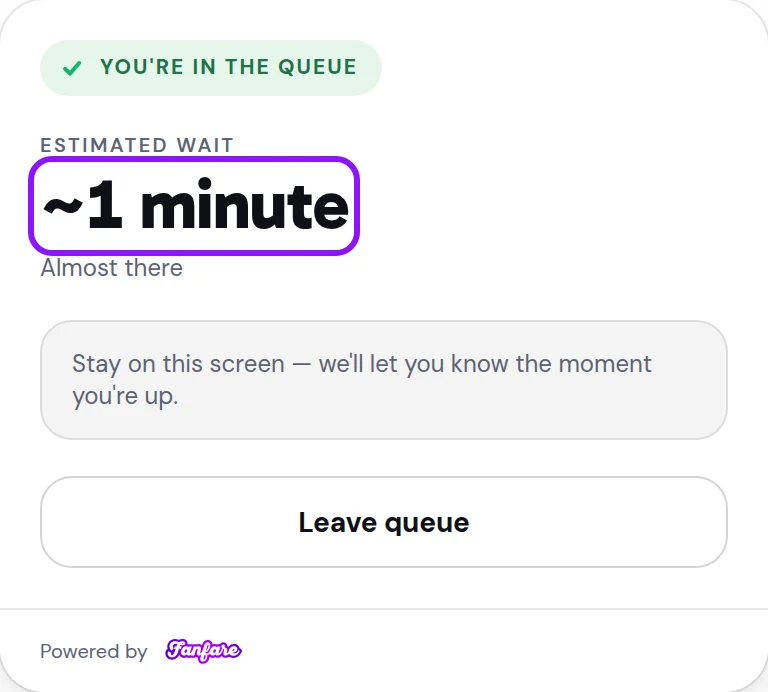 YOU'RE IN THE QUEUE
ESTIMATED WAIT
~1 minute
Almost there
Stay on this screen — we'll let you know the moment
you're up.
Leave queue
Powered by Fanfare